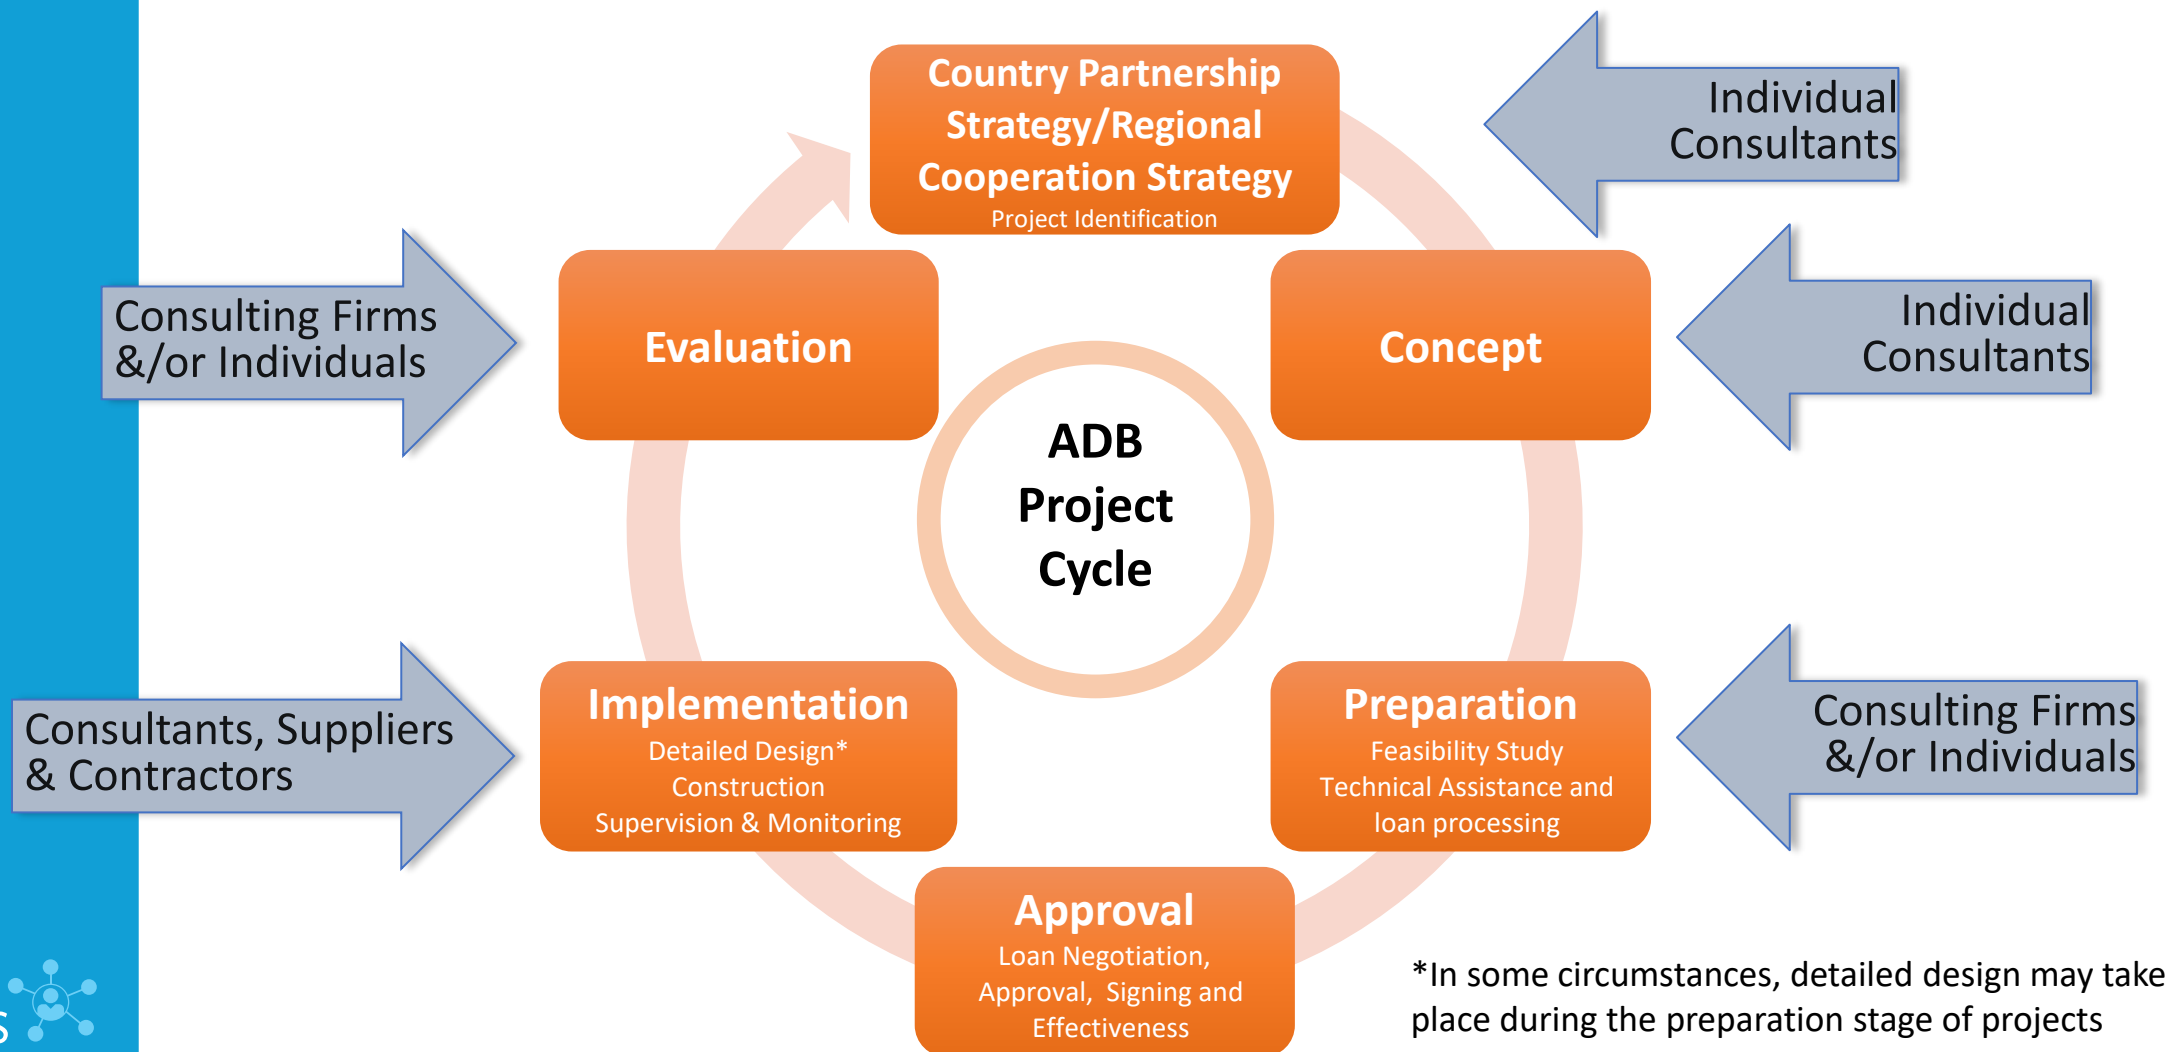 Country Partnership
Strategy/Regional
Cooperation Strategy
Project Identification
Individual
Consultants
Concept
Individual
Consultants
Evaluation
Consulting Firms
&/or Individuals
ADB
Project
Cycle
Implementation
Detailed Design*
Construction
Supervision & Monitoring
Consultants, Suppliers
& Contractors
Preparation
Feasibility Study
Technical Assistance and
loan processing
Consulting Firms
&/or Individuals
Approval
Loan Negotiation,
Approval, Signing and
Effectiveness
*In some circumstances, detailed design may take
place during the preparation stage of projects
s